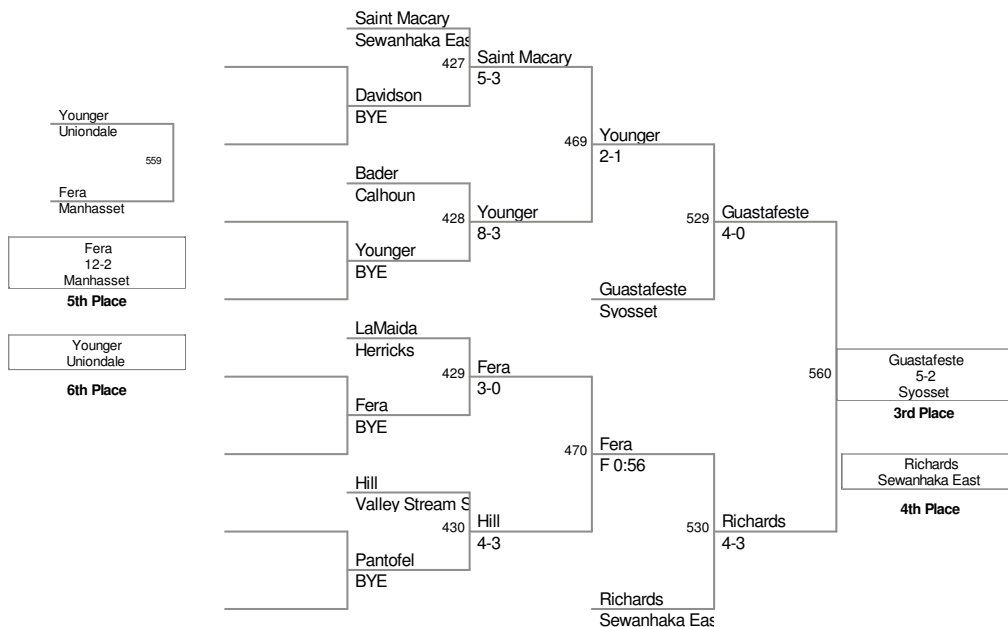 Saint Macary
Sewanhaka Eas
427
Saint Macary
5-3
Davidson
BYE
Younger
Uniondale
559
Fera
Manhasset
469
Younger
2-1
Bader
Calhoun
428
Younger
8-3
Younger
BYE
529
Guastafeste
4-0
Fera
12-2
Manhasset
5th Place
Guastafeste
Syosset
Younger
Uniondale
6th Place
LaMaida
Herricks
429
Fera
3-0
Fera
BYE
560
Guastafeste
5-2
Syosset
3rd Place
470
Fera
F 0:56
Hill
Valley Stream S
430
Hill
4-3
Pantofel
BYE
530
Richards
4-3
Richards
Sewanhaka East
4th Place
Richards
Sewanhaka Eas